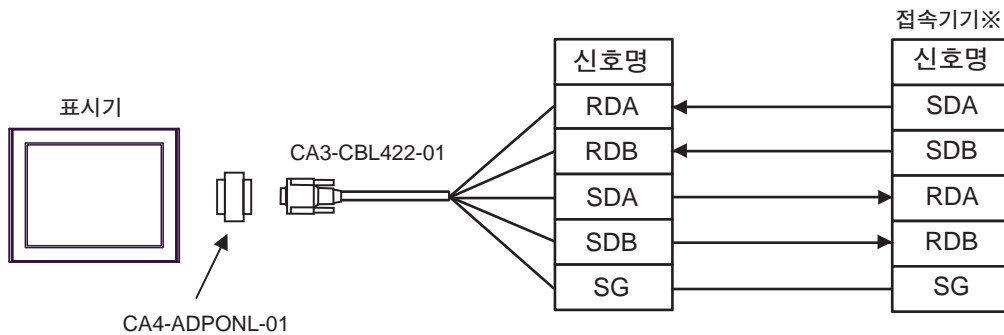 접속기기※
신호명
신호명
표시기
RDA
SDA
CA3-CBL422-01
RDB
SDB
SDA
RDA
SDB
RDB
SG
SG
CA4-ADPONL-01